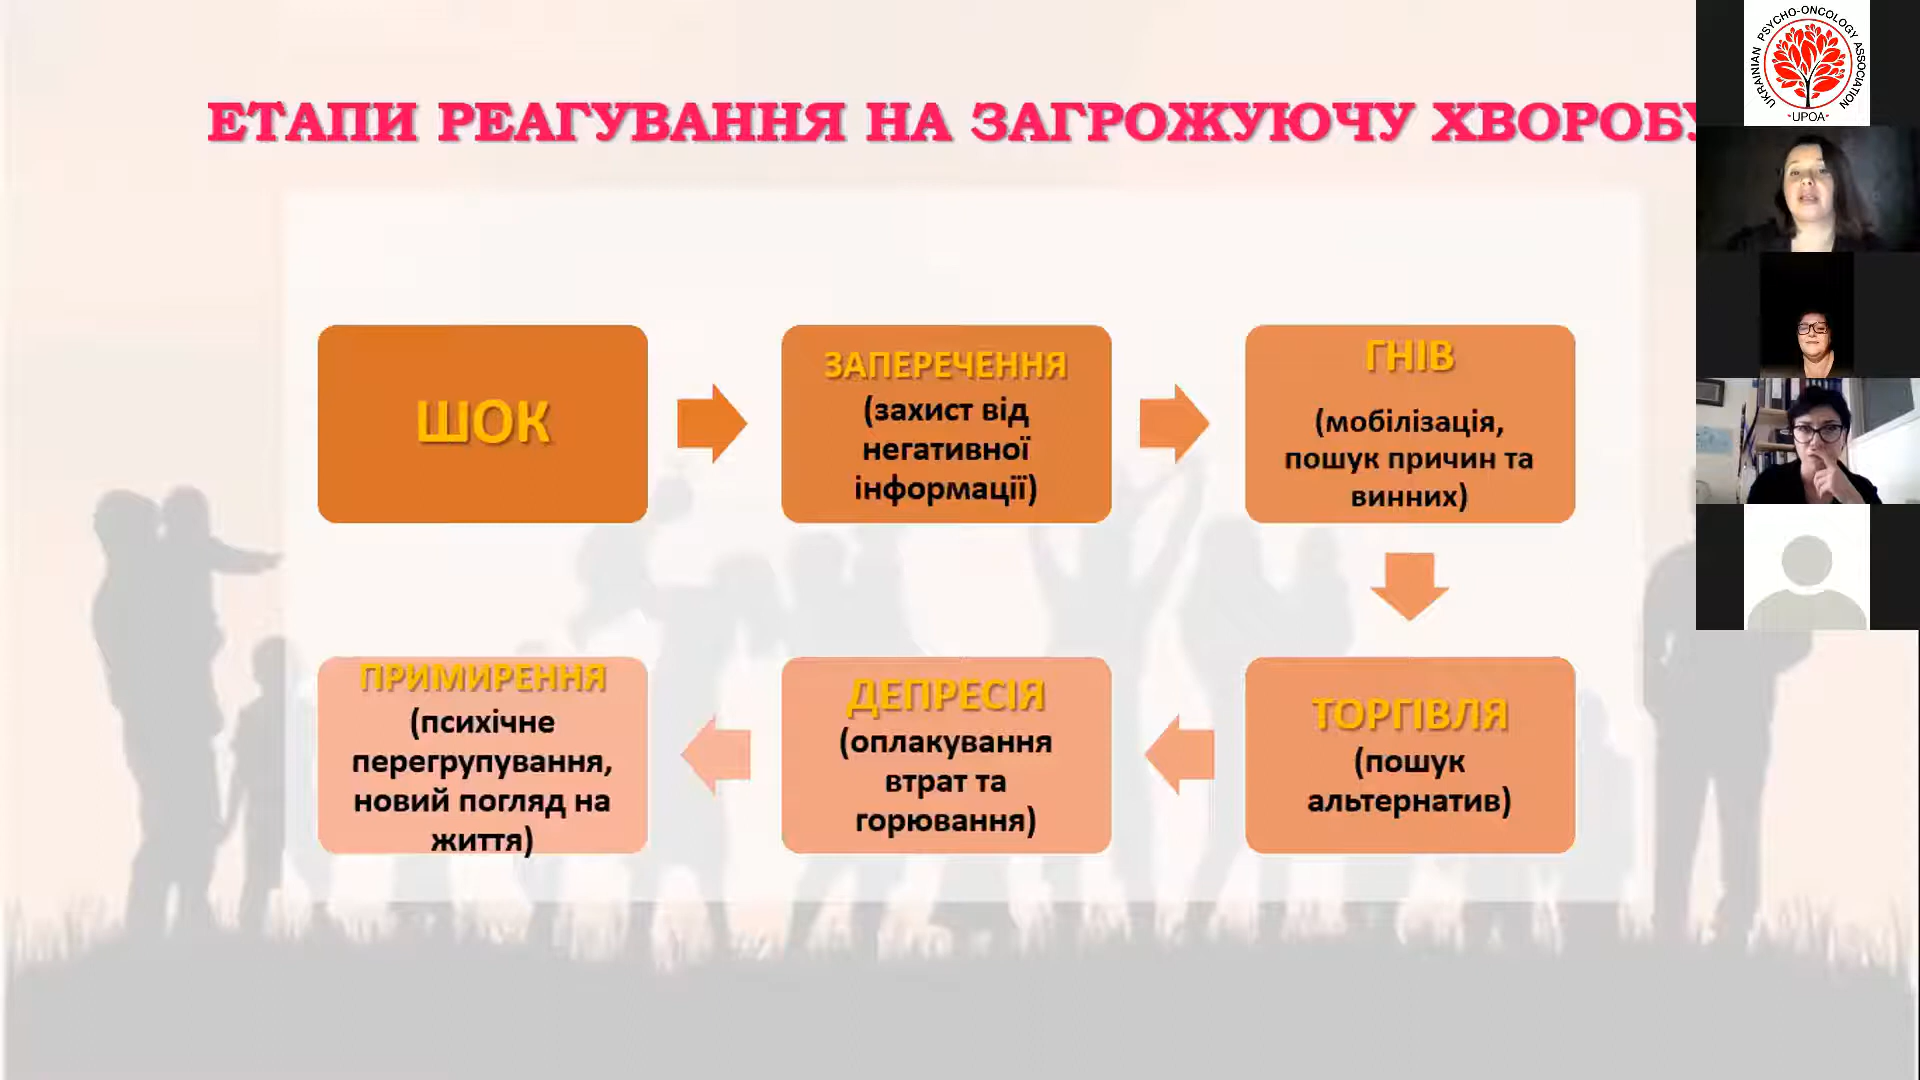 ЕТАПИ РЕАГУВАННЯ НА ЗАГРОЖУЮЧУ ХВОРОБУ
ШОК
ЗАПЕРЕЧЕННЯ
(захист від
негативної
інформації)
ГНІВ
(мобілізація,
пошук причин та
винних)
ТОРГІВЛЯ
(пошук
альтернатив)
ДЕПРЕСІЯ
(оплакування
втрат та
горювання)
ПРИМИРЕННЯ
(психічне
перегрупування,
новий погляд на
життя)
UKRAINIAN PSYCHO-ONCOLOGY ASSOCIATION
•UPOA•